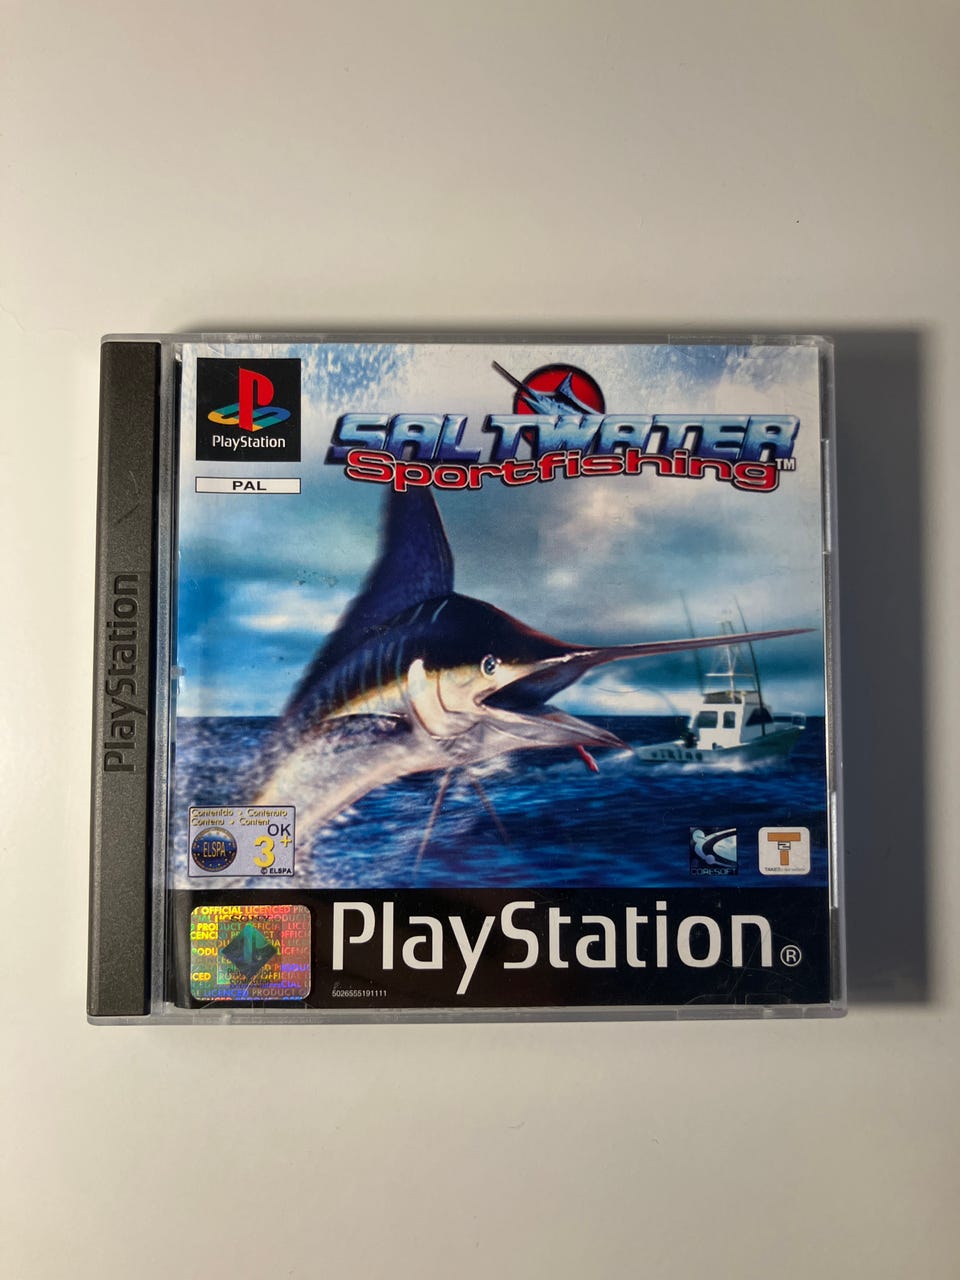 PlayStation
PlayStation
PAL
SALTWATER
Sportfishing™
Contenido • Contenuto
Contenu • Content
OK
ELSPA
3+
© ELSPA
CORESOFT
T2
TAKE2
OFFICIAL LICENCED PRODUCT
PlayStation®
5026555191111